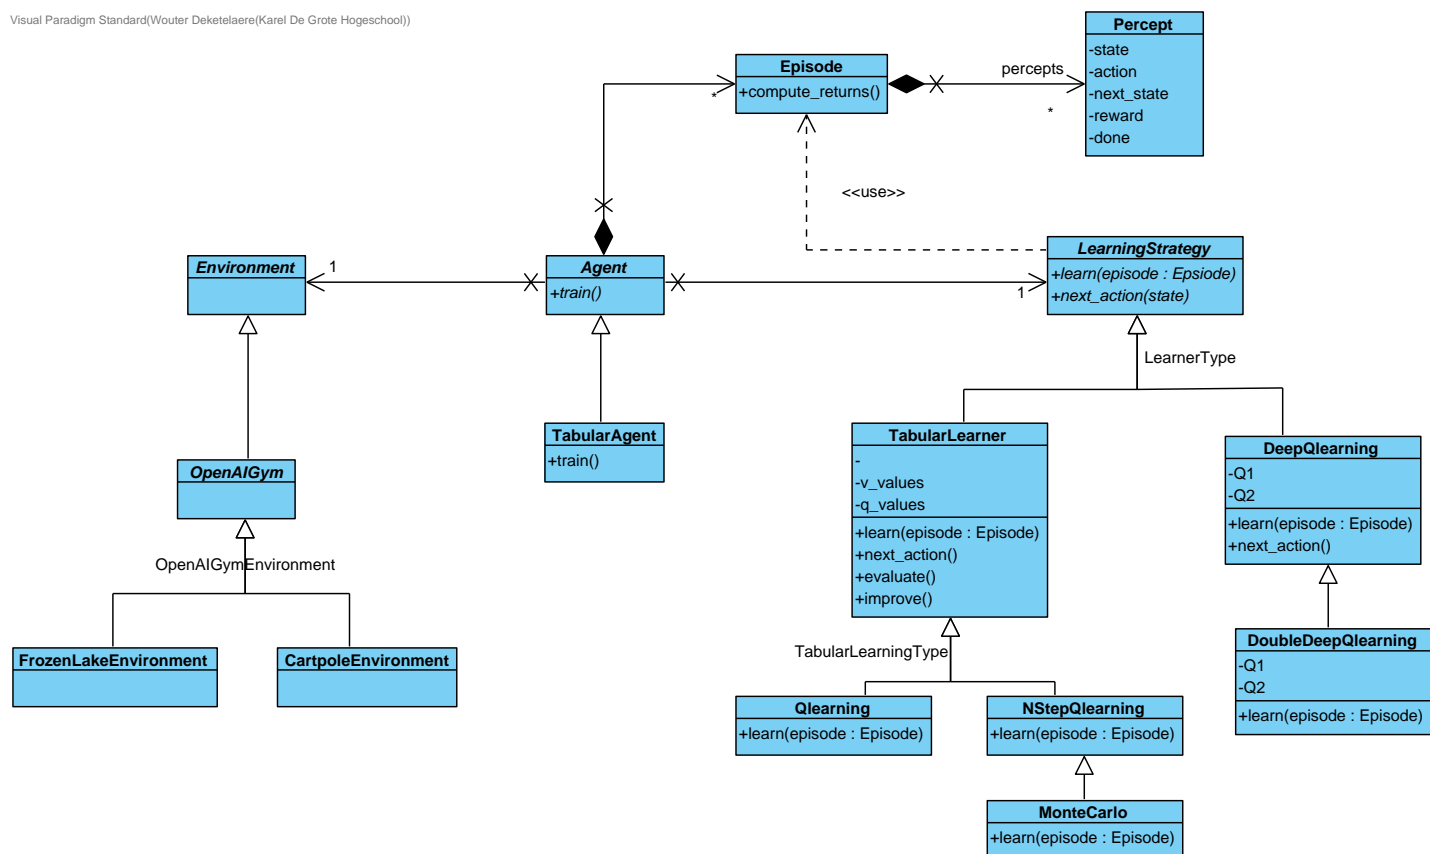 Visual Paradigm Standard(Wouter Deketelaere(Karel De Grote Hogeschool))
Percept
-state
-action
-next_state
-reward
-done
Episode
+compute_returns()
percepts
*
*
<<use>>
Environment
1
Agent
+train()
1
LearningStrategy
+learn(episode : Epsiode)
+next_action(state)
LearnerType
TabularAgent
+train()
TabularLearner
-
-v_values
-q_values
+learn(episode : Episode)
+next_action()
+evaluate()
+improve()
DeepQlearning
-Q1
-Q2
+learn(episode : Episode)
+next_action()
OpenAIGym
OpenAIGymEnvironment
FrozenLakeEnvironment
CartpoleEnvironment
TabularLearningType
DoubleDeepQlearning
-Q1
-Q2
+learn(episode : Episode)
Qlearning
+learn(episode : Episode)
NStepQlearning
+learn(episode : Episode)
MonteCarlo
+learn(episode : Episode)